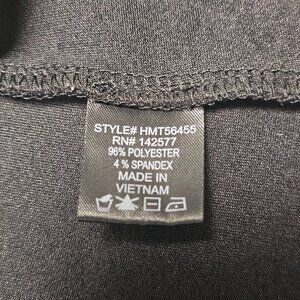 STYLE# HMT56455
RN# 142577
96% POLYESTER
4% SPANDEX
MADE IN
VIETNAM